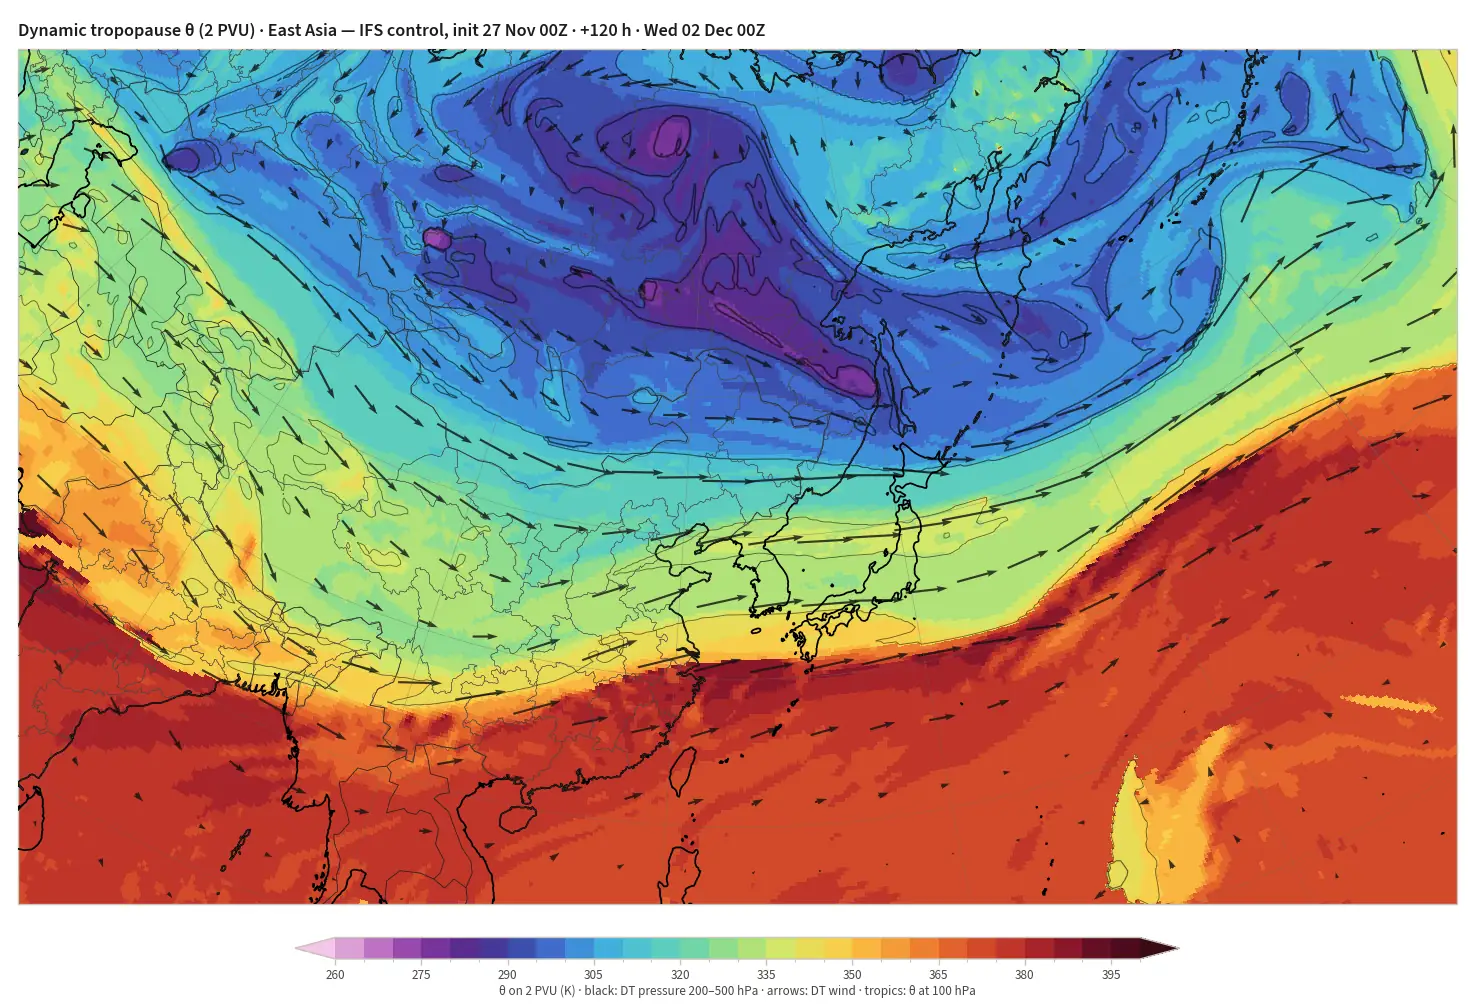 Dynamic tropopause θ (2 PVU) · East Asia — IFS control, init 27 Nov 00Z · +120 h · Wed 02 Dec 00Z
260 275 290 305 320 335 350 365 380 395
θ on 2 PVU (K) · black: DT pressure 200–500 hPa · arrows: DT wind · tropics: θ at 100 hPa